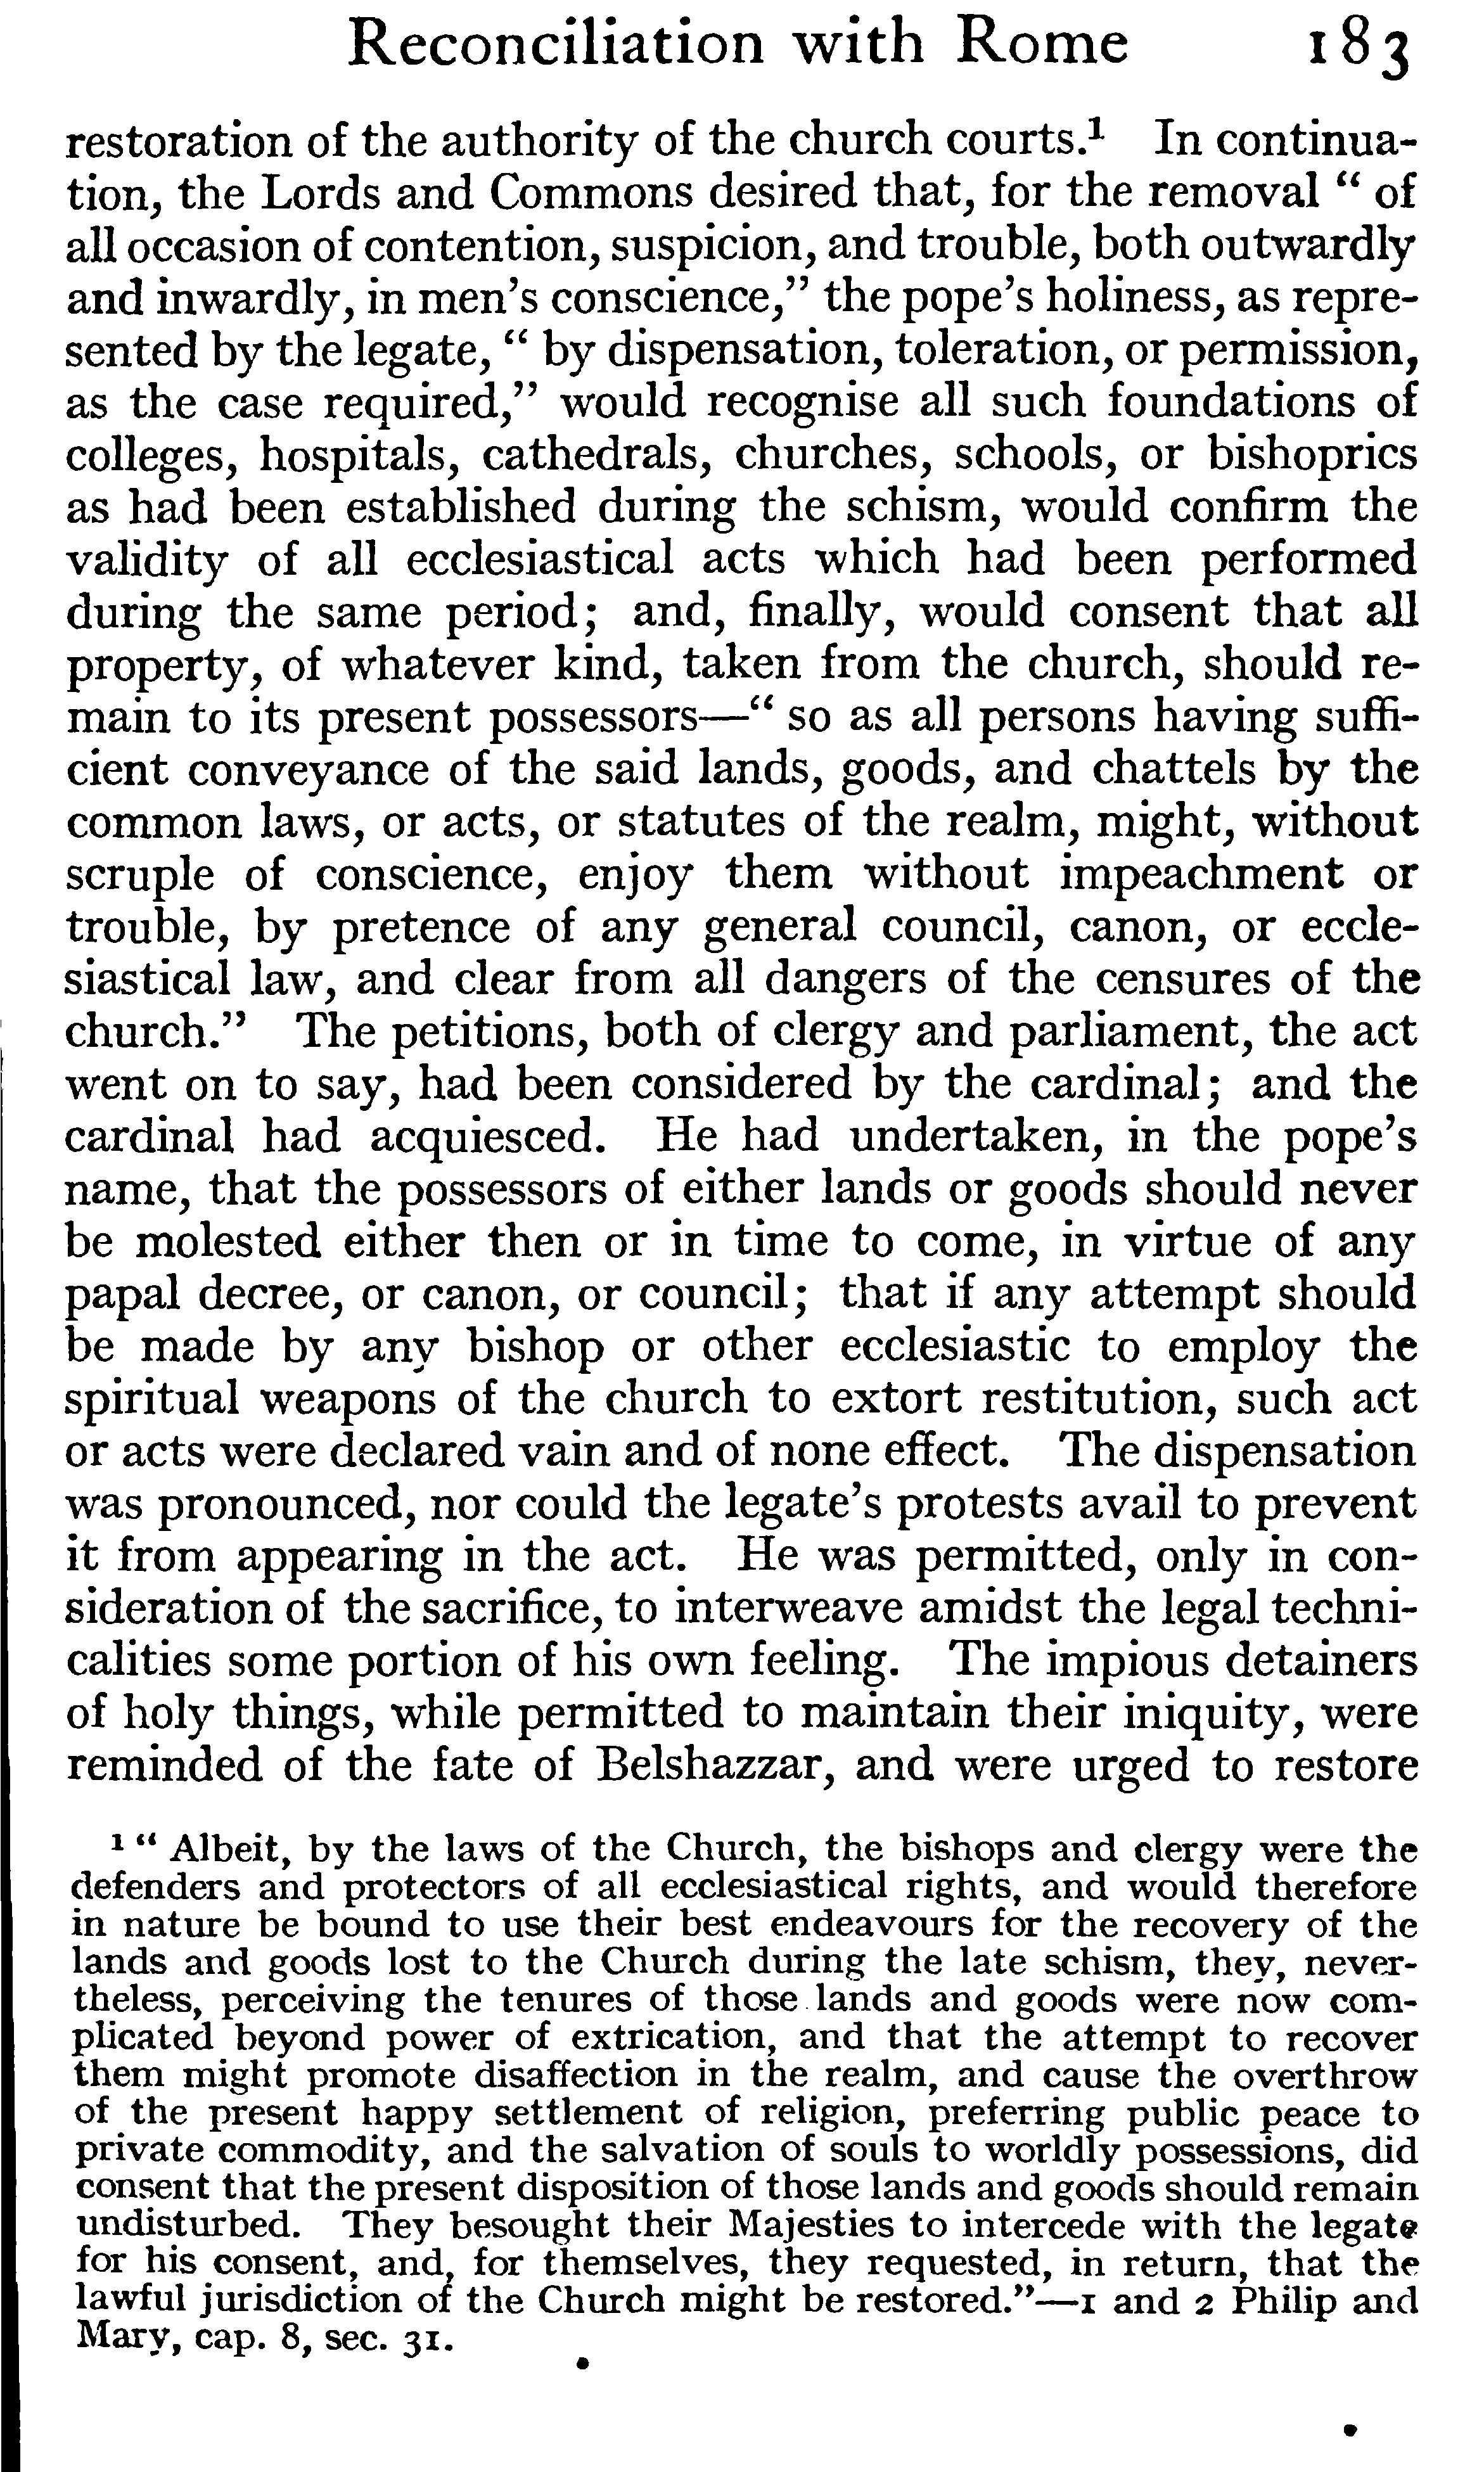 Reconciliation with Rome 183
restoration of the authority of the church courts.¹ In continua-
tion, the Lords and Commons desired that, for the removal “ of
all occasion of contention, suspicion, and trouble, both outwardly
and inwardly, in men’s conscience,” the pope’s holiness, as repre-
sented by the legate, “ by dispensation, toleration, or permission,
as the case required,” would recognise all such foundations of
colleges, hospitals, cathedrals, churches, schools, or bishoprics
as had been established during the schism, would confirm the
validity of all ecclesiastical acts which had been performed
during the same period; and, finally, would consent that all
property, of whatever kind, taken from the church, should re-
main to its present possessors—“ so as all persons having suffi-
cient conveyance of the said lands, goods, and chattels by the
common laws, or acts, or statutes of the realm, might, without
scruple of conscience, enjoy them without impeachment or
trouble, by pretence of any general council, canon, or eccle-
siastical law, and clear from all dangers of the censures of the
church.” The petitions, both of clergy and parliament, the act
went on to say, had been considered by the cardinal; and the
cardinal had acquiesced. He had undertaken, in the pope’s
name, that the possessors of either lands or goods should never
be molested either then or in time to come, in virtue of any
papal decree, or canon, or council; that if any attempt should
be made by any bishop or other ecclesiastic to employ the
spiritual weapons of the church to extort restitution, such act
or acts were declared vain and of none effect. The dispensation
was pronounced, nor could the legate’s protests avail to prevent
it from appearing in the act. He was permitted, only in con-
sideration of the sacrifice, to interweave amidst the legal techni-
calities some portion of his own feeling. The impious detainers
of holy things, while permitted to maintain their iniquity, were
reminded of the fate of Belshazzar, and were urged to restore
¹ “ Albeit, by the laws of the Church, the bishops and clergy were the
defenders and protectors of all ecclesiastical rights, and would therefore
in nature be bound to use their best endeavours for the recovery of the
lands and goods lost to the Church during the late schism, they, never-
theless, perceiving the tenures of those lands and goods were now com-
plicated beyond power of extrication, and that the attempt to recover
them might promote disaffection in the realm, and cause the overthrow
of the present happy settlement of religion, preferring public peace to
private commodity, and the salvation of souls to worldly possessions, did
consent that the present disposition of those lands and goods should remain
undisturbed. They besought their Majesties to intercede with the legate
for his consent, and, for themselves, they requested, in return, that the
lawful jurisdiction of the Church might be restored.”—1 and 2 Philip and
Mary, cap. 8, sec. 31.